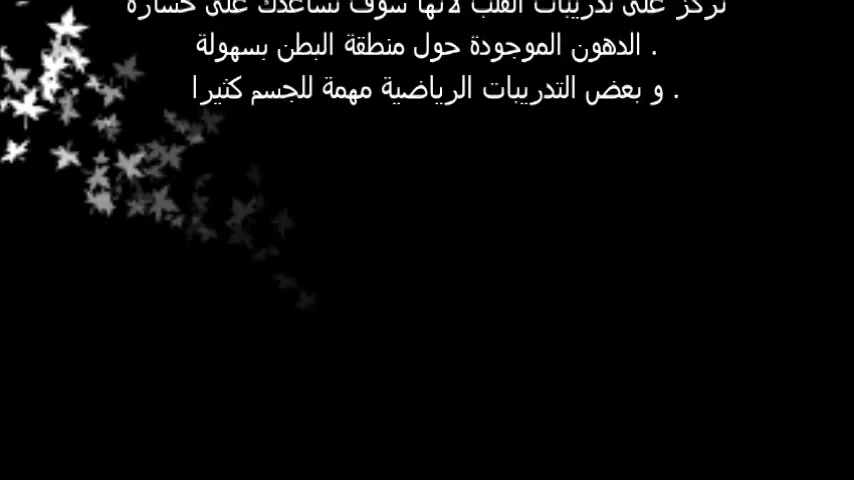 تركز على تدريبات القلب لانها سوف تساعدك على خسارة
الدهون الموجودة حول منطقة البطن بسهولة .
و بعض التدريبات الرياضية مهمة للجسم كثيرا .